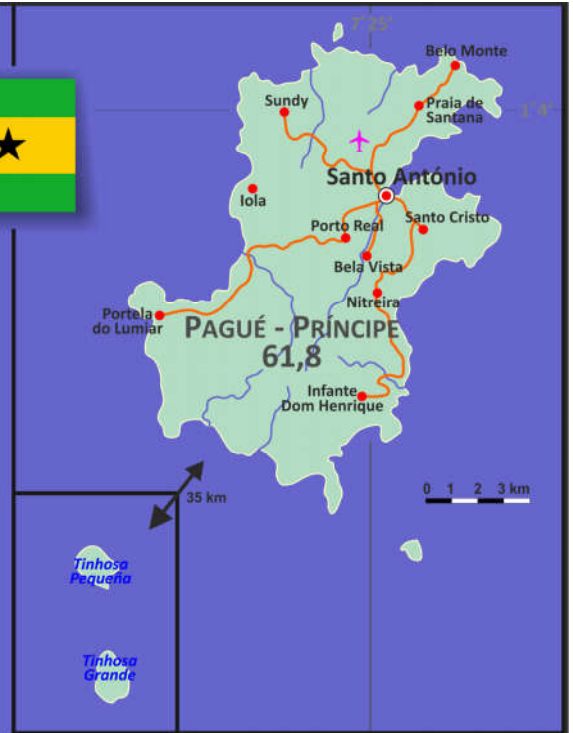 7°25'
Belo Monte
Sundy
Praia de
Santana
1°4'
Santo António
Iola
Porto Real
Santo Cristo
Bela Vista
Nitreira
Portela
do Lumiar
PAGUÉ - PRÍNCIPE
61,8
Infante
Dom Henrique
35 km
0 1 2 3 km
Tinhosa
Pequeña
Tinhosa
Grande